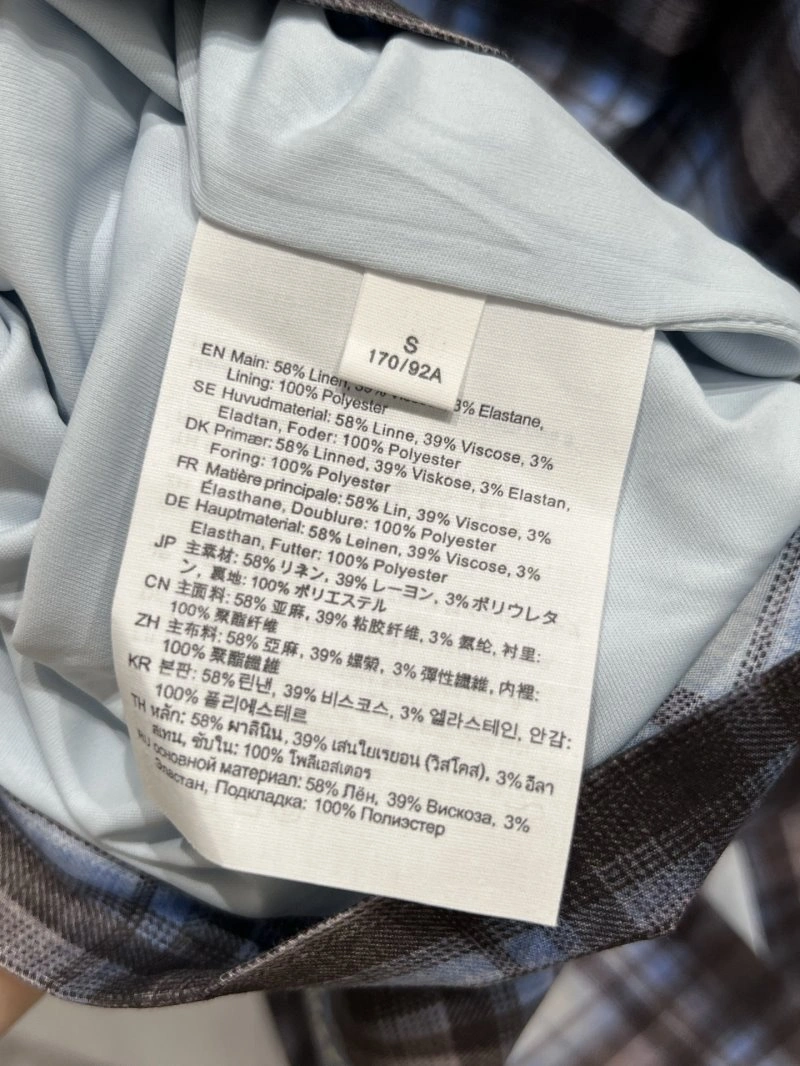 S
170/92A
EN Main: 58% Linen, 39% Viscose, 3% Elastane,
Lining: 100% Polyester
SE Huvudmaterial: 58% Linne, 39% Viscose, 3%
Eladtan, Foder: 100% Polyester
DK Primær: 58% Linned, 39% Viskose, 3% Elastan,
Foring: 100% Polyester
FR Matière principale: 58% Lin, 39% Viscose, 3%
Élasthane, Doublure: 100% Polyester
DE Hauptmaterial: 58% Leinen, 39% Viscose, 3%
Elasthan, Futter: 100% Polyester
JP 主素材: 58% リネン, 39% レーヨン, 3% ポリウレタ
ン, 裏地: 100% ポリエステル
CN 主面料: 58% 亚麻, 39% 粘胶纤维, 3% 氨纶, 衬里:
100% 聚酯纤维
ZH 主布料: 58% 亞麻, 39% 嫘縈, 3% 彈性纖維, 內裡:
100% 聚酯纖維
KR 본판: 58% 린넨, 39% 비스코스, 3% 엘라스테인, 안감:
100% 폴리에스테르
TH หลัก: 58% ผาลินิน, 39% เส้นใยเรยอน (วิสโคส), 3% อีลา
สเทน, ซับใน: 100% โพลีเอสเตอร
RU основной материал: 58% Лён, 39% Вискоза, 3%
Эластан, Подкладка: 100% Полиэстер